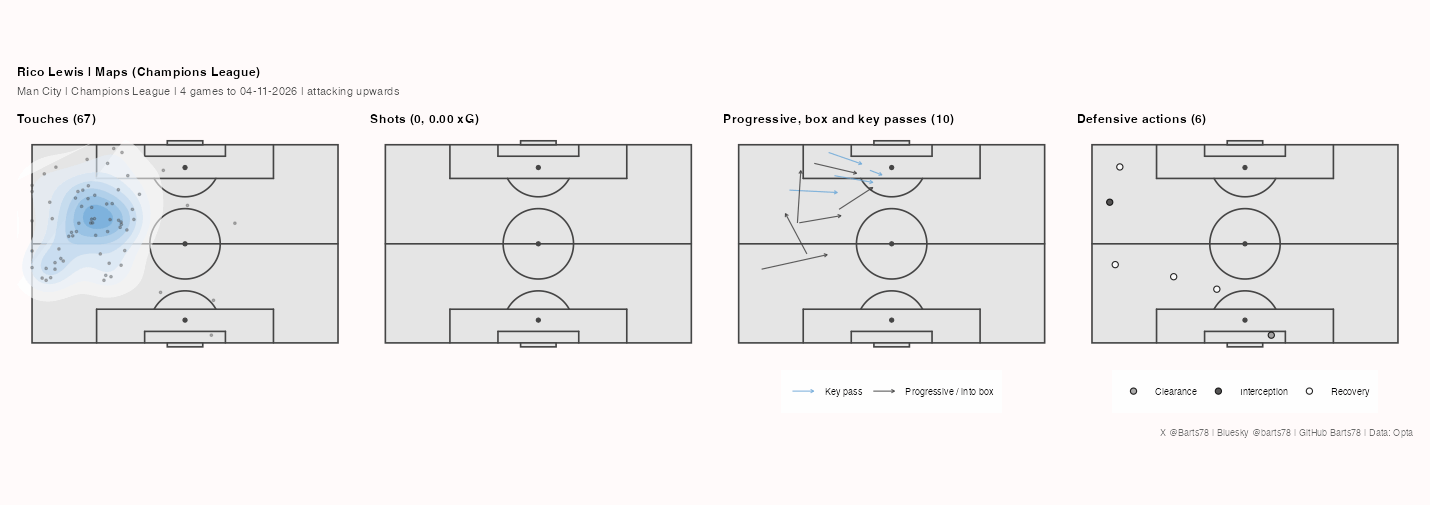 Rico Lewis | Maps (Champions League)
Man City | Champions League | 4 games to 04-11-2026 | attacking upwards
Touches (67)
Shots (0, 0.00 xG)
Progressive, box and key passes (10)
Defensive actions (6)
Key pass
Progressive / into box
Clearance
Interception
Recovery
X @Barts78 | Bluesky @barts78 | GitHub Barts78 | Data: Opta